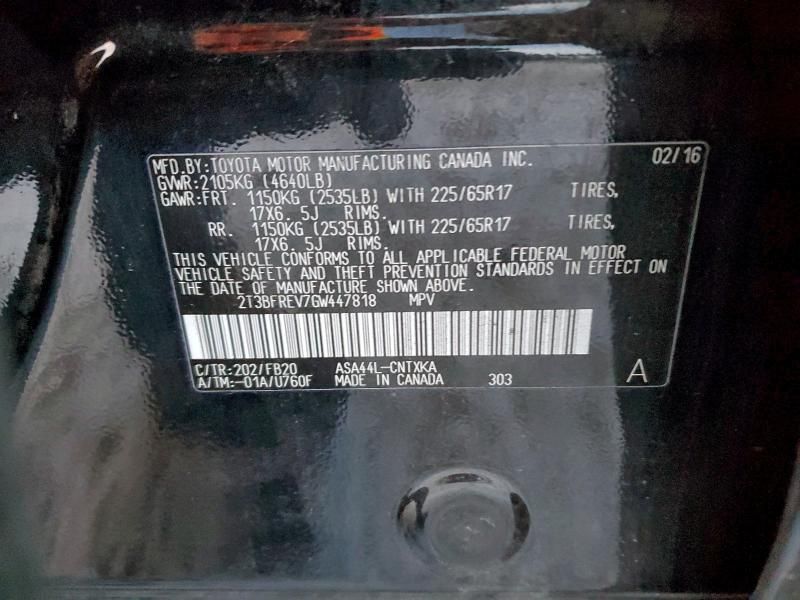 MFD.BY:TOYOTA MOTOR MANUFACTURING CANADA INC. 02/16
GVWR:2105KG (4640LB)
GAWR:FRT. 1150KG (2535LB) WITH 225/65R17 TIRES,
17X6. 5J RIMS.
RR. 1150KG (2535LB) WITH 225/65R17 TIRES,
17X6. 5J RIMS.
THIS VEHICLE CONFORMS TO ALL APPLICABLE FEDERAL MOTOR
VEHICLE SAFETY AND THEFT PREVENTION STANDARDS IN EFFECT ON
THE DATE OF MANUFACTURE SHOWN ABOVE.
2T3BFREV7GW447818 MPV
C/TR:202/FB20 ASA44L-CNTXKA
A/TM:-01A/U760F MADE IN CANADA 303 A